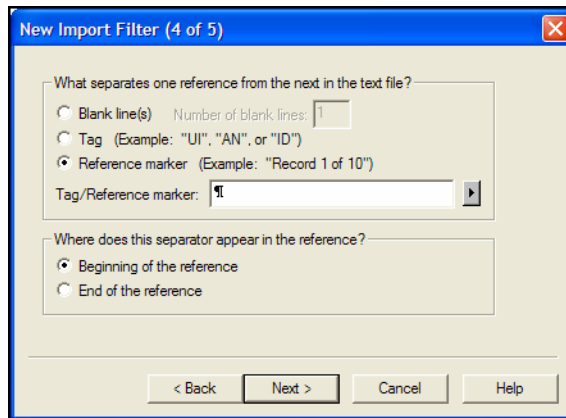 New Import Filter (4 of 5)
What separates one reference from the next in the text file?
Blank line(s) Number of blank lines: 1
Tag (Example: "UI", "AN", or "ID")
Reference marker (Example: "Record 1 of 10")
Tag/Reference marker: ¶
Where does this separator appear in the reference?
Beginning of the reference
End of the reference
< Back Next > Cancel Help